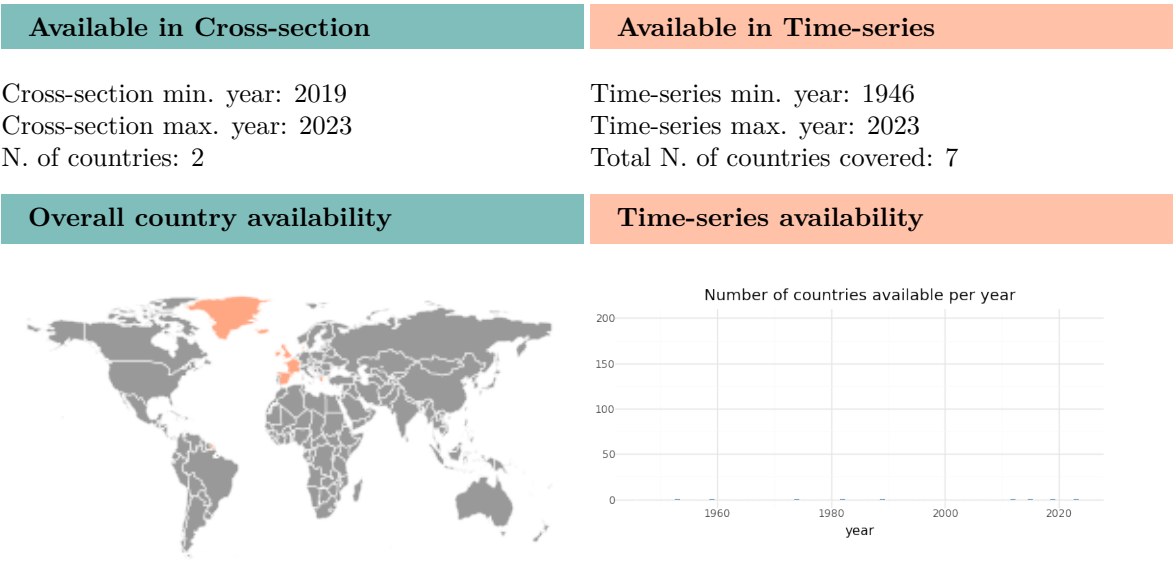 Available in Cross-section
Available in Time-series
Cross-section min. year: 2019
Cross-section max. year: 2023
N. of countries: 2
Time-series min. year: 1946
Time-series max. year: 2023
Total N. of countries covered: 7
Overall country availability
Time-series availability
Number of countries available per year
200
150
100
50
0
1960
1980
2000
2020
year